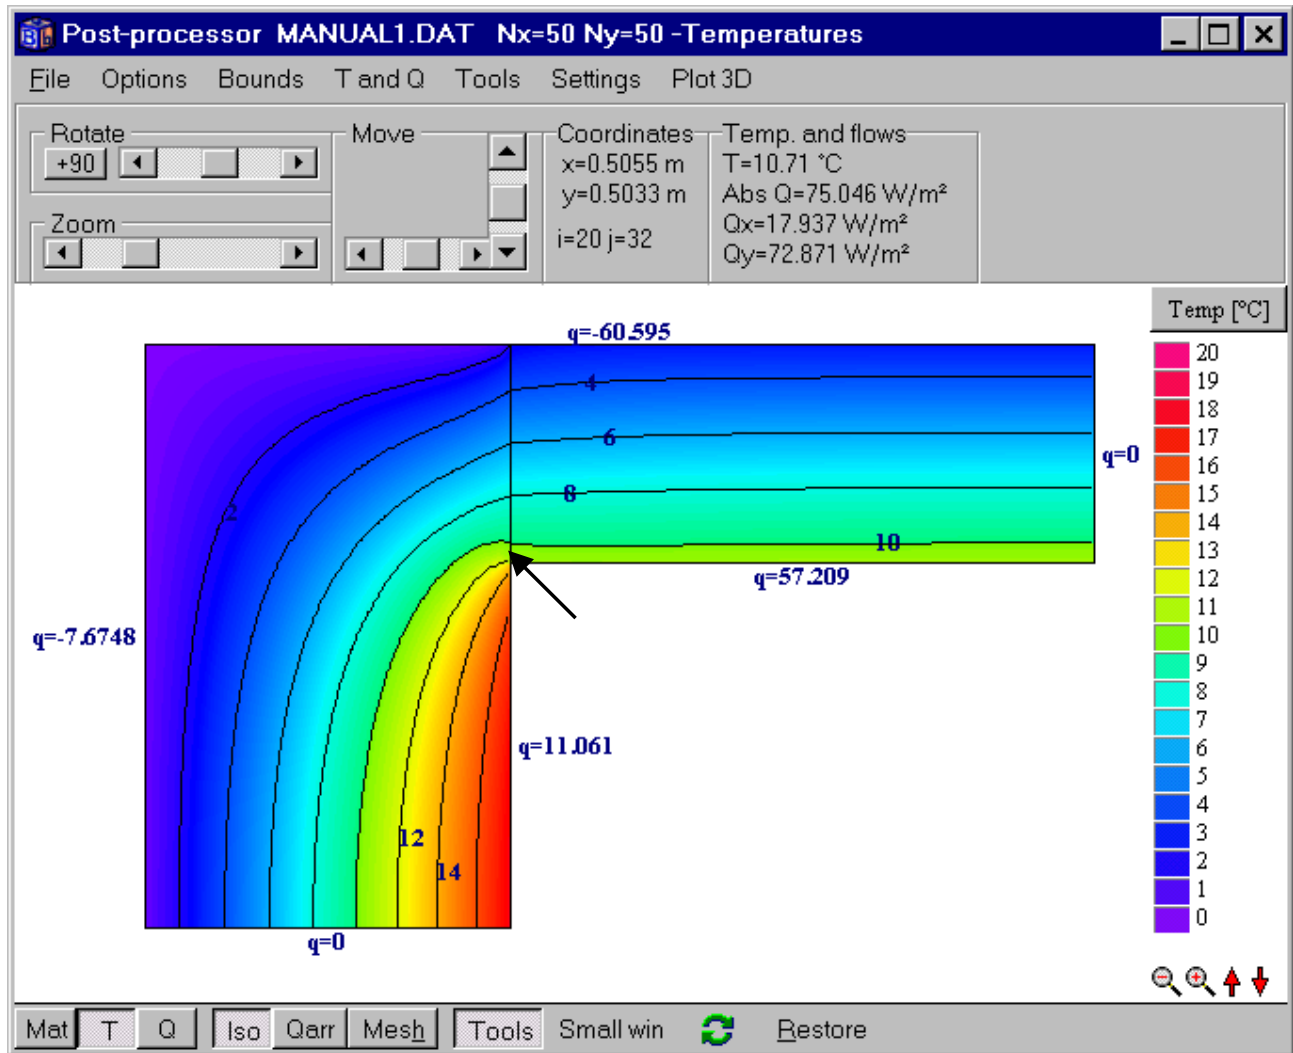 Post-processor MANUAL1.DAT Nx=50 Ny=50 -Temperatures
File Options Bounds T and Q Tools Settings Plot 3D
Rotate
+90
Zoom
Move
Coordinates
x=0.5055 m
y=0.5033 m
i=20 j=32
Temp. and flows
T=10.71 °C
Abs Q=75.046 W/m²
Qx=17.937 W/m²
Qy=72.871 W/m²
q=-60.595
4
6
8
10
q=0
q=57.209
2
q=-7.6748
q=11.061
12
14
q=0
Temp [°C]
20
19
18
17
16
15
14
13
12
11
10
9
8
7
6
5
4
3
2
1
0
Mat T Q Iso Qarr Mesh Tools Small win Restore